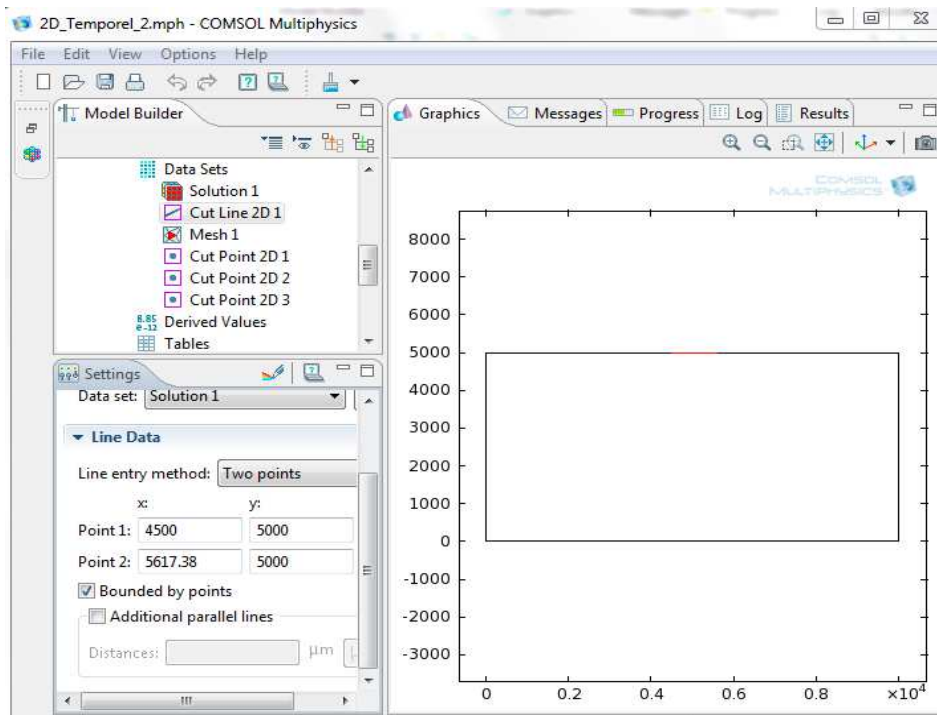 2D_Temporel_2.mph - COMSOL Multiphysics
File Edit View Options Help
Model Builder
Data Sets
Solution 1
Cut Line 2D 1
Mesh 1
Cut Point 2D 1
Cut Point 2D 2
Cut Point 2D 3
8.85
e-12
Derived Values
Tables
Settings
Data set: Solution 1
Line Data
Line entry method: Two points
x: y:
Point 1: 4500 5000
Point 2: 5617.38 5000
Bounded by points
Additional parallel lines
Distances: µm
Graphics Messages Progress Log Results
COMSOL
MULTIPHYSICS
8000
7000
6000
5000
4000
3000
2000
1000
0
-1000
-2000
-3000
0 0.2 0.4 0.6 0.8 ×10⁴